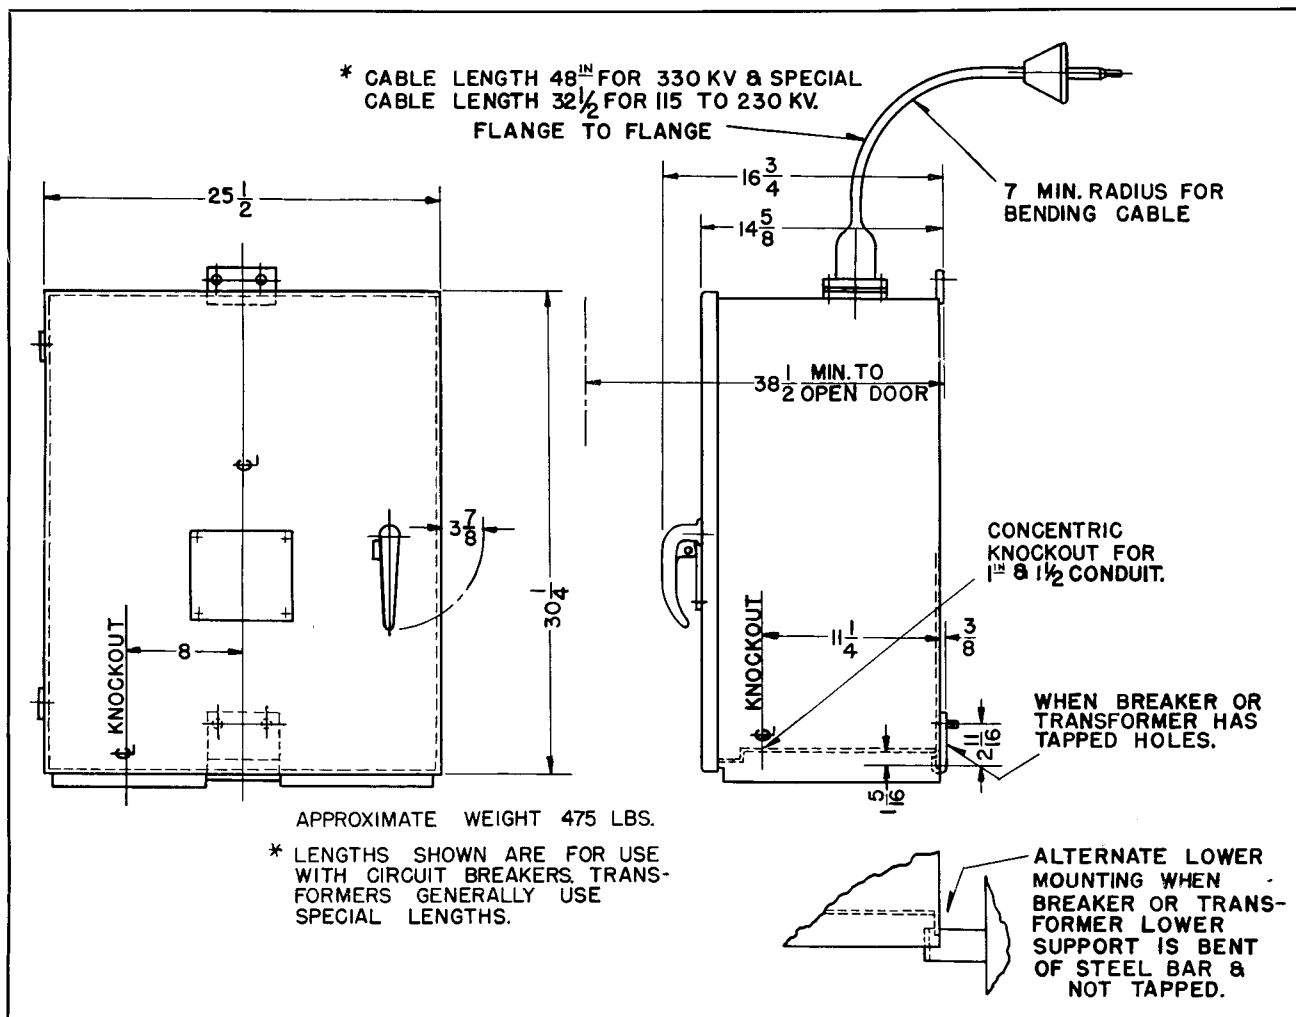 * CABLE LENGTH 48IN FOR 330 KV & SPECIAL
CABLE LENGTH 32 1/2 FOR 115 TO 230 KV.
FLANGE TO FLANGE
16 3/4
25 1/2
7 MIN. RADIUS FOR
BENDING CABLE
14 5/8
38 1/2 MIN. TO
OPEN DOOR
3 7/8
CONCENTRIC
KNOCKOUT FOR
1IN & 1 1/2 CONDUIT.
30 1/4
KNOCKOUT
8
KNOCKOUT
11 1/4
3/8
WHEN BREAKER OR
TRANSFORMER HAS
TAPPED HOLES.
2 11/16
1 5/16
APPROXIMATE WEIGHT 475 LBS.
* LENGTHS SHOWN ARE FOR USE
WITH CIRCUIT BREAKERS. TRANS-
FORMERS GENERALLY USE
SPECIAL LENGTHS.
ALTERNATE LOWER
MOUNTING WHEN
BREAKER OR TRANS-
FORMER LOWER
SUPPORT IS BENT
OF STEEL BAR &
NOT TAPPED.